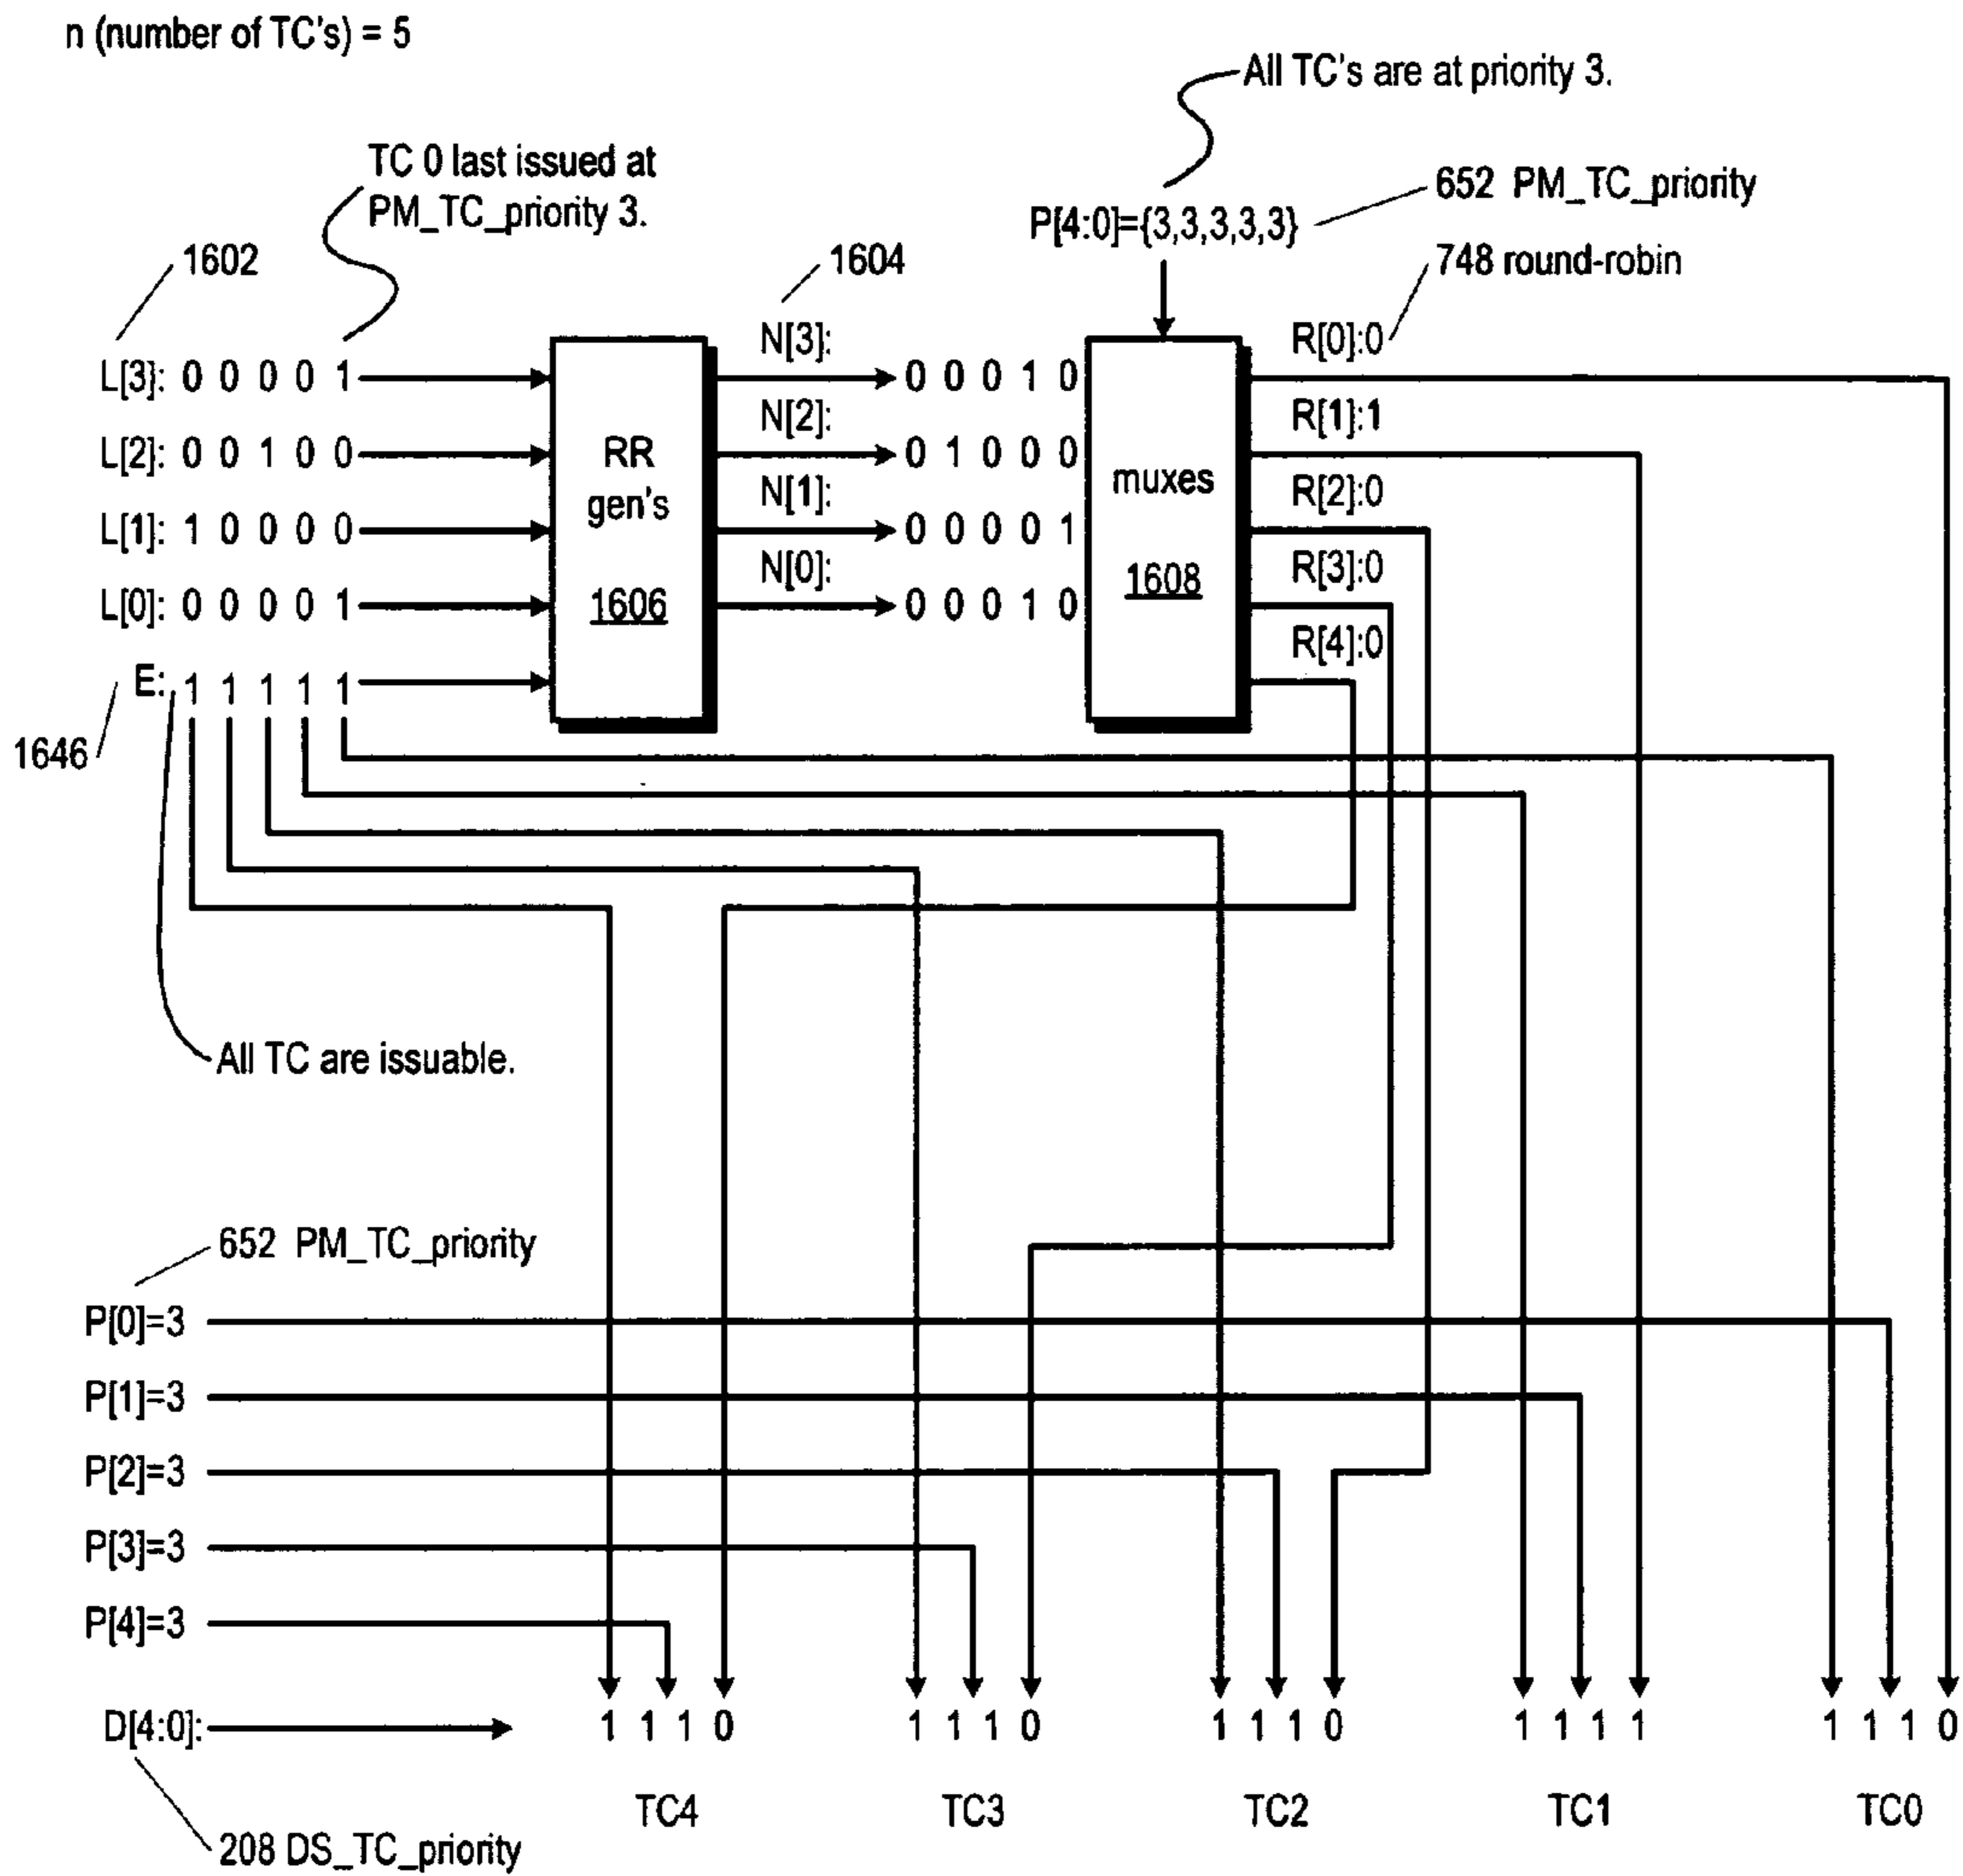 n (number of TC's) = 5
All TC's are at priority 3.
TC 0 last issued at
PM_TC_priority 3.
652 PM_TC_priority
P[4:0]={3,3,3,3,3}
1602
1604
748 round-robin
N[3]:
R[0]:0
L[3]: 0 0 0 0 1
0 0 0 1 0
N[2]:
R[1]:1
L[2]: 0 0 1 0 0
RR
gen's
1606
0 1 0 0 0
muxes
1608
N[1]:
R[2]:0
L[1]: 1 0 0 0 0
0 0 0 0 1
N[0]:
R[3]:0
L[0]: 0 0 0 0 1
0 0 0 1 0
R[4]:0
E: 1 1 1 1 1
1646
All TC are issuable.
652 PM_TC_priority
P[0]=3
P[1]=3
P[2]=3
P[3]=3
P[4]=3
D[4:0]:
1 1 1 0
1 1 1 0
1 1 1 0
1 1 1 1
1 1 1 0
TC4
TC3
TC2
TC1
TC0
208 DS_TC_priority